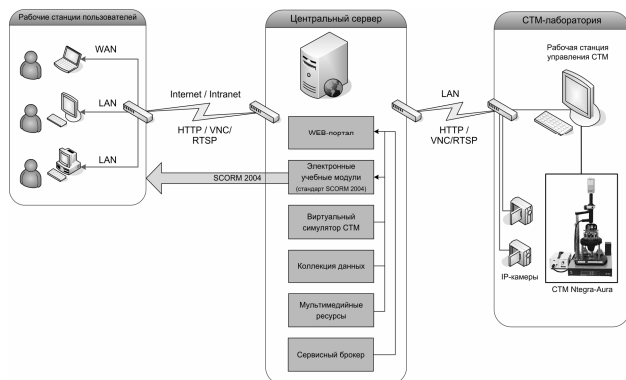 Рабочие станции пользователей
WAN
LAN
LAN
Internet / Intranet
HTTP / VNC/
RTSP
SCORM 2004
Центральный сервер
WEB-портал
Электронные
учебные модули
(стандарт SCORM 2004)
Виртуальный
симулятор СТМ
Коллекция данных
Мультимедийные
ресурсы
Сервисный брокер
LAN
HTTP /
VNC/RTSP
СТМ-лаборатория
Рабочая станция
управления СТМ
IP-камеры
СТМ Ntegra-Aura